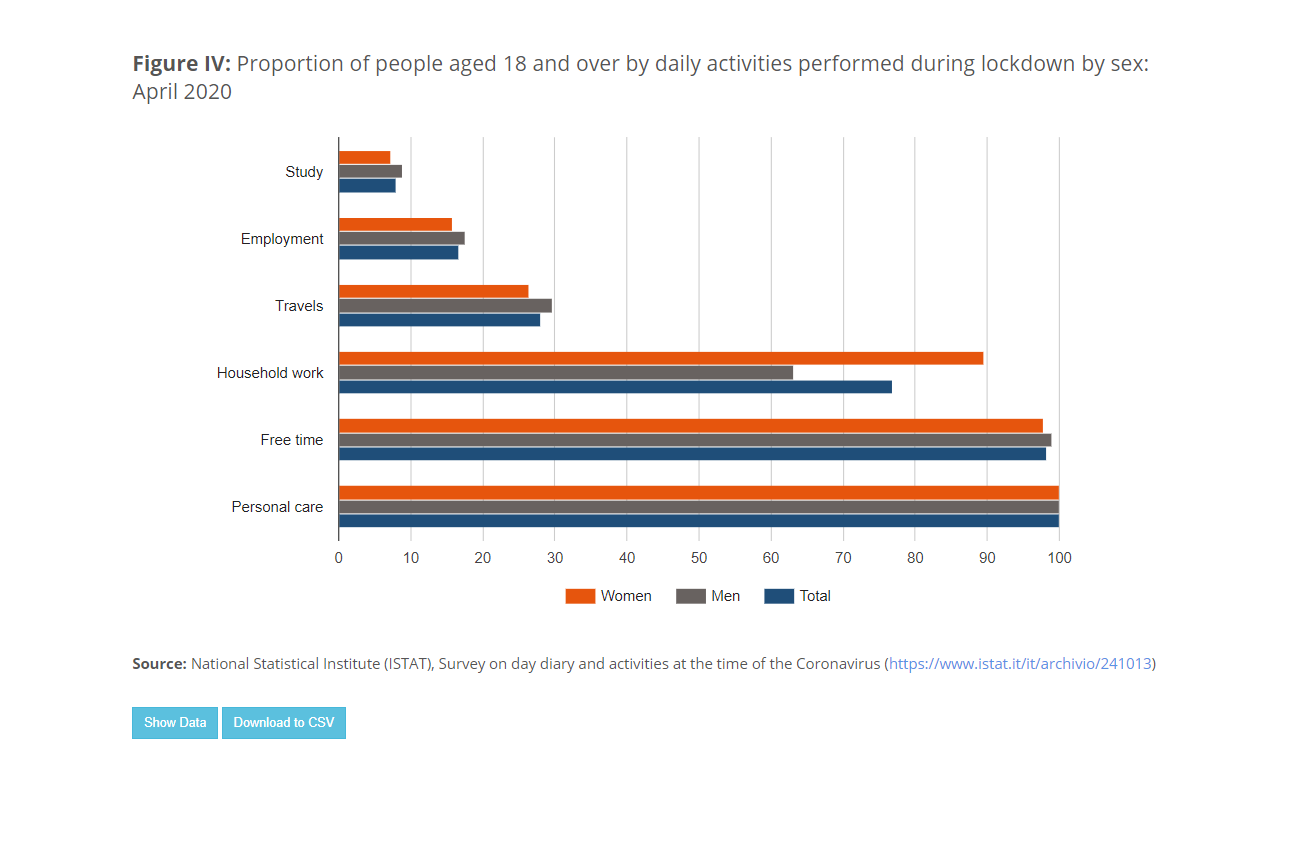 Figure IV: Proportion of people aged 18 and over by daily activities performed during lockdown by sex:
April 2020
Study
Employment
Travels
Household work
Free time
Personal care
0 10 20 30 40 50 60 70 80 90 100
Women Men Total
Source: National Statistical Institute (ISTAT), Survey on day diary and activities at the time of the Coronavirus (https://www.istat.it/it/archivio/241013)
Show Data Download to CSV